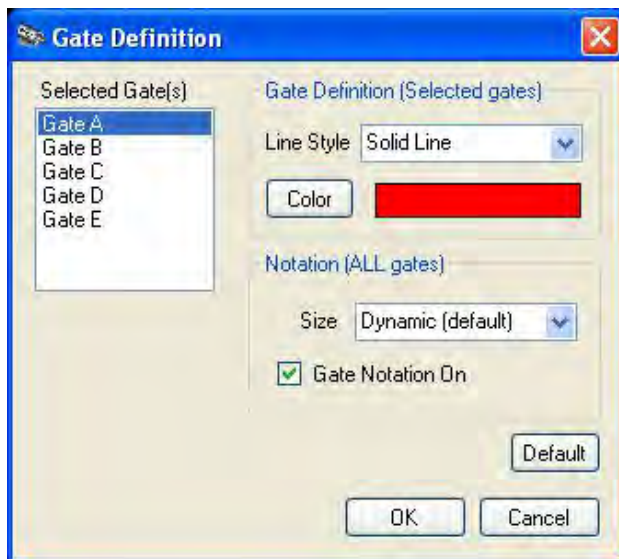 Gate Definition
Selected Gate(s)
Gate A
Gate B
Gate C
Gate D
Gate E
Gate Definition (Selected gates)
Line Style Solid Line
Color
Notation (ALL gates)
Size Dynamic (default)
Gate Notation On
Default
OK Cancel